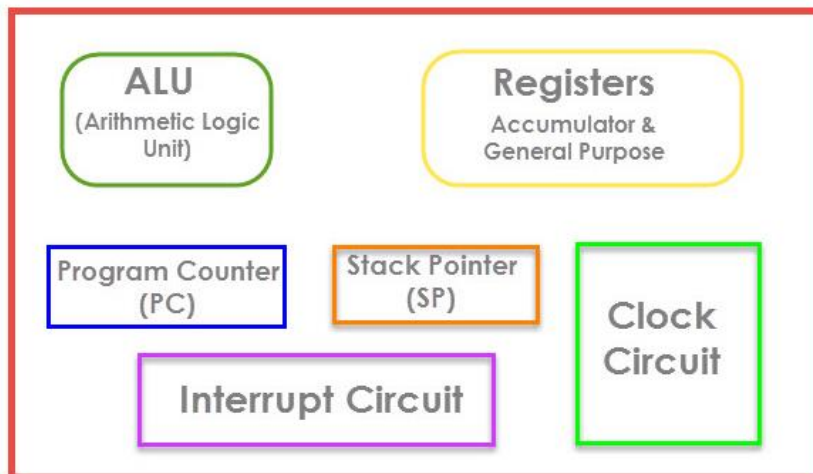 ALU
(Arithmetic Logic
Unit)
Registers
Accumulator &
General Purpose
Program Counter
(PC)
Stack Pointer
(SP)
Clock
Circuit
Interrupt Circuit